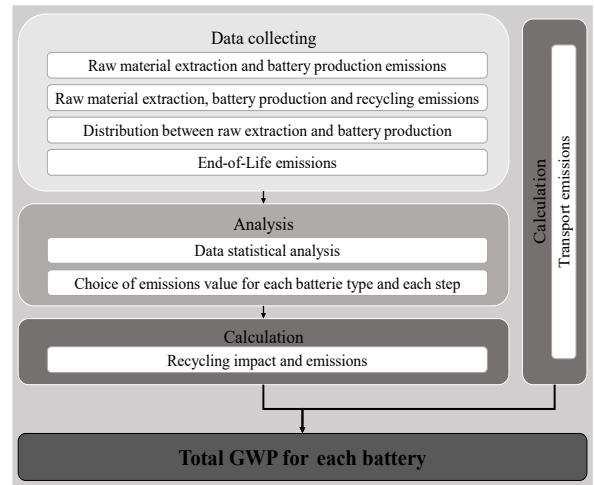 Data collecting
Raw material extraction and battery production emissions
Raw material extraction, battery production and recycling emissions
Distribution between raw extraction and battery production
End-of-Life emissions
Analysis
Data statistical analysis
Choice of emissions value for each batterie type and each step
Calculation
Recycling impact and emissions
Calculation
Transport emissions
Total GWP for each battery